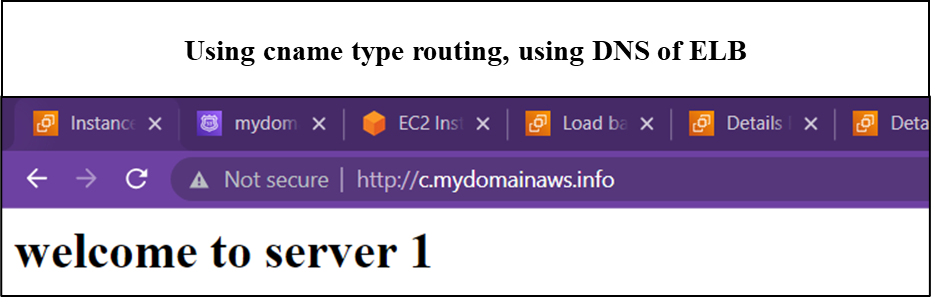 Using cname type routing, using DNS of ELB
Instance mydom EC2 Inst Load ba Details Deta
Not secure | http://c.mydomainaws.info
welcome to server 1